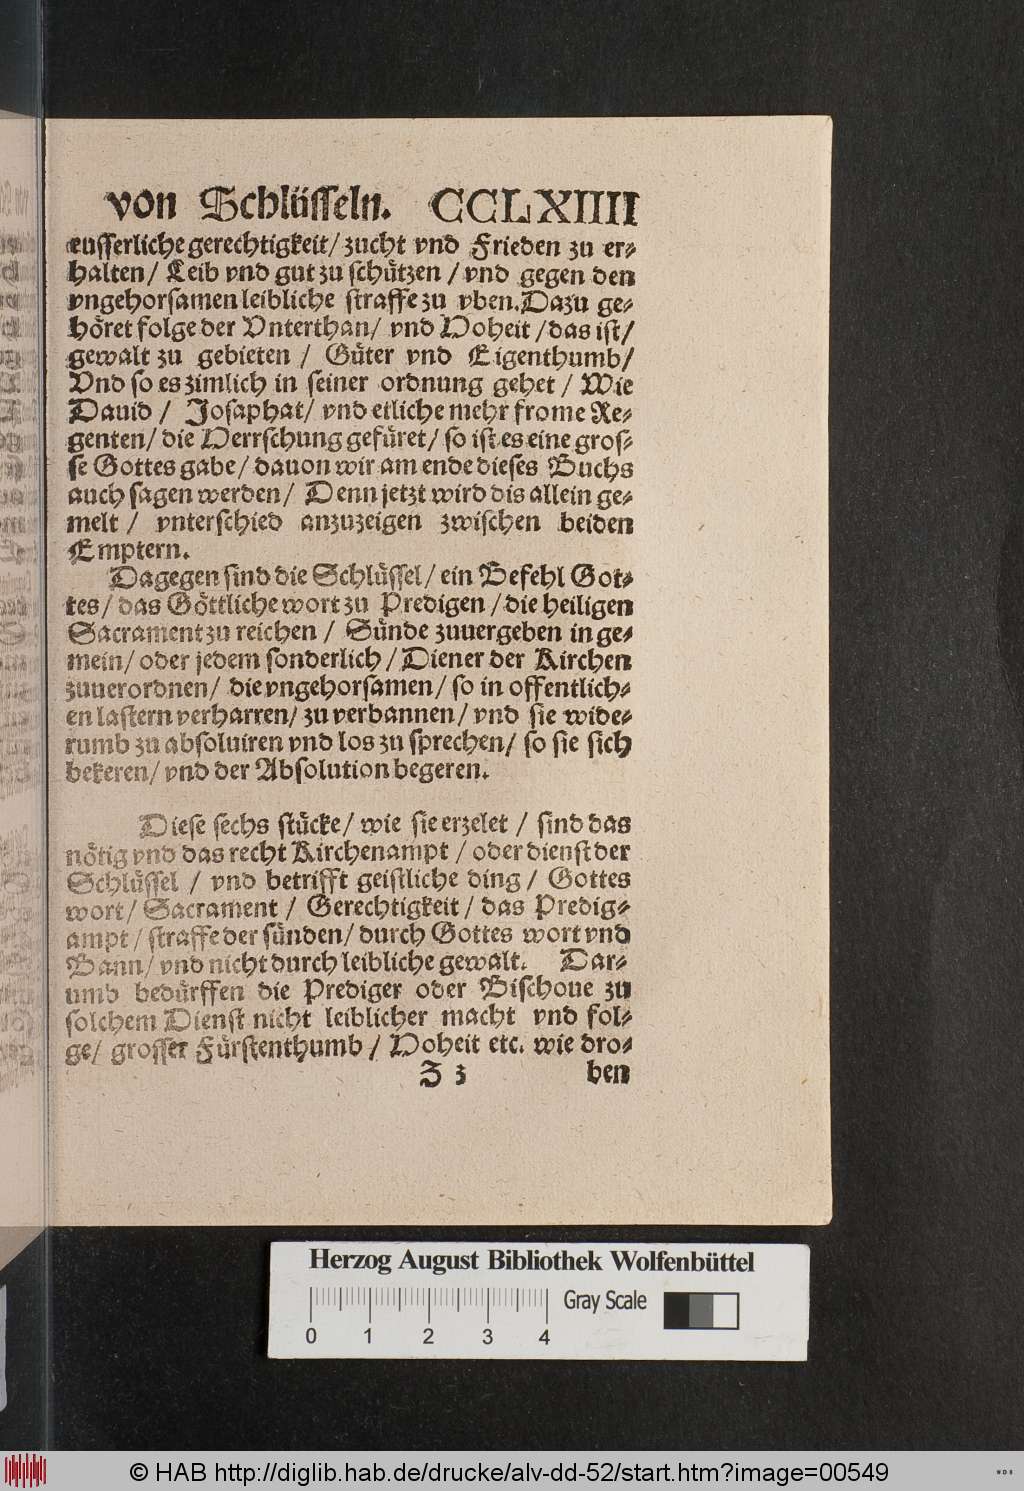 von Schlüsseln. CCLXIIII
eusserliche gerechtigkeit/ zucht vnd Frieden zu er-
halten/ Leib vnd gut zu schützen / vnd gegen den
vngehorsamen leibliche straffe zu vben. Dazu ge-
höret folge der Vnterthan/ vnd Hoheit / das ist/
gewalt zu gebieten / Güter vnd Eigenthumb/
Vnd so es zimlich in seiner ordnung gehet / Wie
Dauid / Josaphat/ vnd etliche mehr frome Re-
genten/ die Herrschung gefüret/ so ist es eine gros-
se Gottes gabe/ dauon wir am ende dieses Buchs
auch sagen werden/ Denn jetzt wird dis allein ge-
melt / vnterschied anzuzeigen zwischen beiden
Emptern.
Dagegen sind die Schlüssel/ ein Befehl Got-
tes/ das Göttliche wort zu Predigen / die heiligen
Sacrament zu reichen / Sünde zuuergeben in ge-
mein/ oder jedem sonderlich / Diener der Kirchen
zuuerordnen/ die vngehorsamen/ so in offentlich-
en lastern verharren/ zu verbannen/ vnd sie wide-
rumb zu absoluiren vnd los zu sprechen/ so sie sich
bekeren/ vnd der Absolution begeren.
Diese sechs stücke/ wie sie erzelet / sind das
nötig vnd das recht Kirchenampt / oder dienst der
Schlüssel / vnd betrifft geistliche ding / Gottes
wort/ Sacrament / Gerechtigkeit / das Predig-
ampt / straffe der sünden/ durch Gottes wort vnd
Bann/ vnd nicht durch leibliche gewalt. Dar-
umb bedürffen die Prediger oder Bischoue zu
solchem Dienst nicht leiblicher macht vnd fol-
ge/ grosser Fürstenthumb / Hoheit etc. wie dro-
Z 3 ben
Herzog August Bibliothek Wolfenbüttel
Gray Scale
0 1 2 3 4
© HAB http://diglib.hab.de/drucke/alv-dd-52/start.htm?image=00549